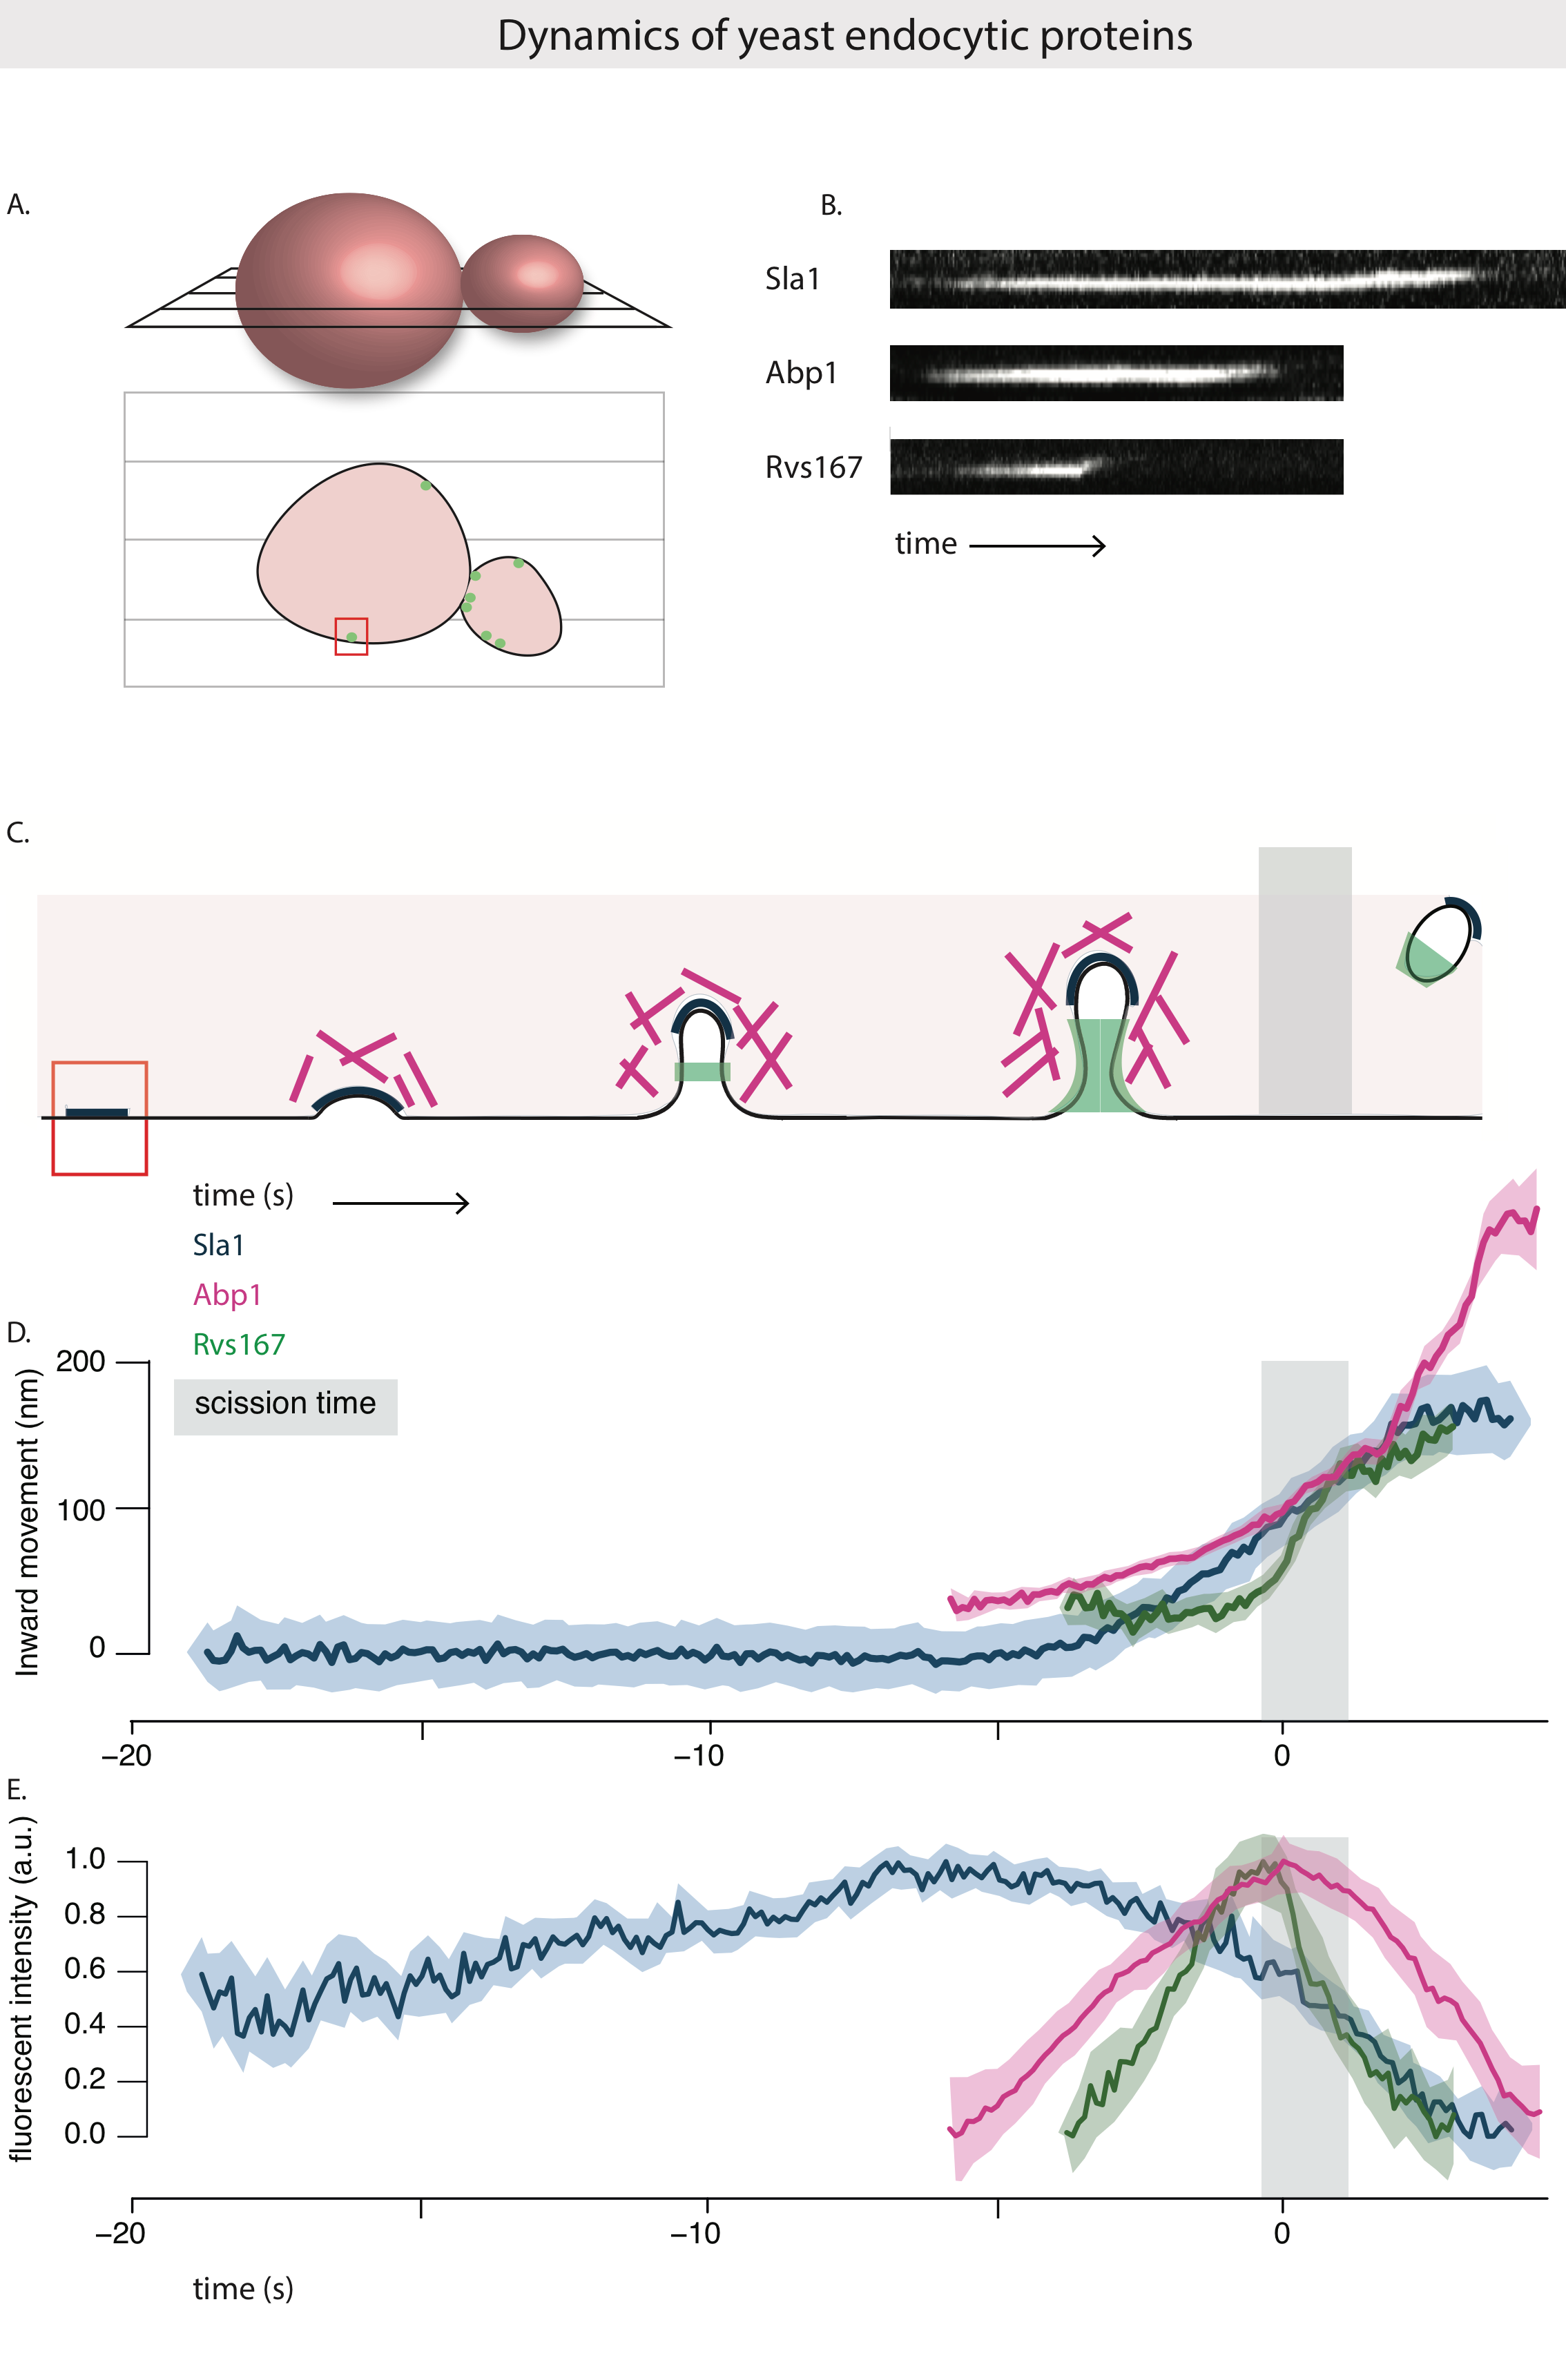 Dynamics of yeast endocytic proteins
A.
B.
Sla1
Abp1
Rvs167
time
C.
time (s)
Sla1
Abp1
Rvs167
scission time
D.
Inward movement (nm)
200
100
0
−20
−10
0
E.
fluorescent intensity (a.u.)
1.0
0.8
0.6
0.4
0.2
0.0
−20
−10
0
time (s)